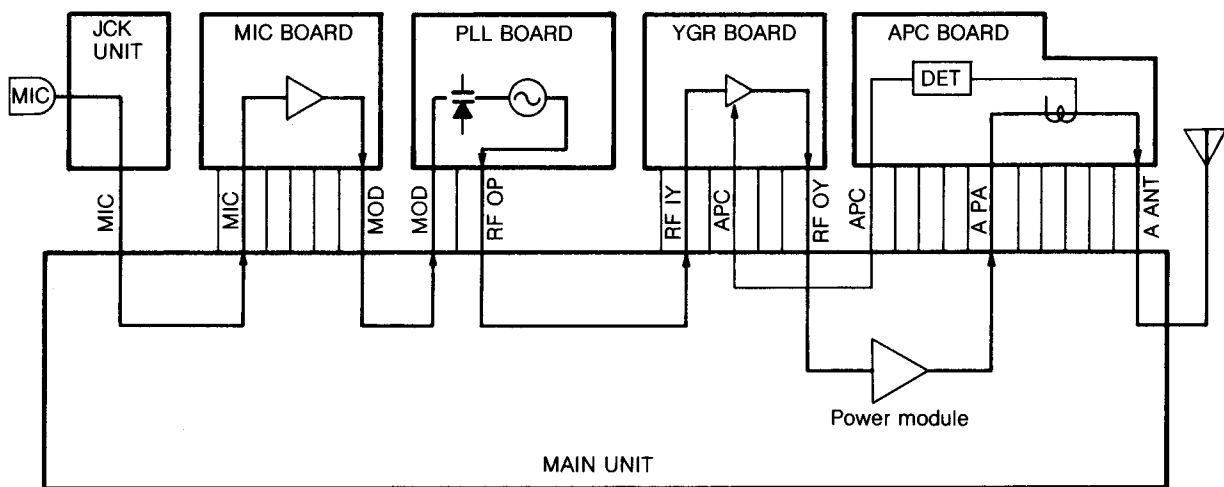 JCK
UNIT
MIC BOARD
PLL BOARD
YGR BOARD
APC BOARD
MIC
DET
MIC
MIC
MOD
MOD
RF OP
RF IY
APC
RF OY
APC
A PA
A ANT
Power module
MAIN UNIT